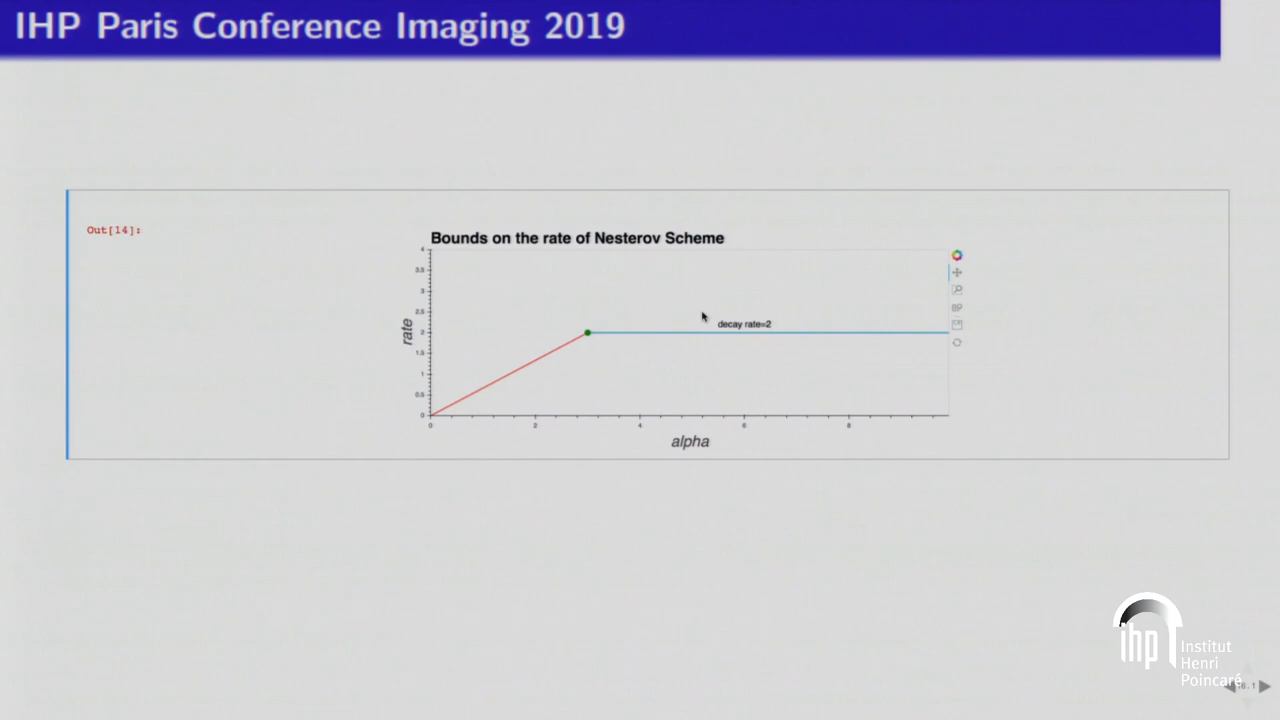 IHP Paris Conference Imaging 2019
Out[14]:
Bounds on the rate of Nesterov Scheme
4
3.5
3
2.5
2
1.5
1
0.5
0
rate
decay rate=2
0
2
4
6
8
alpha
ihp
Institut
Henri
Poincaré